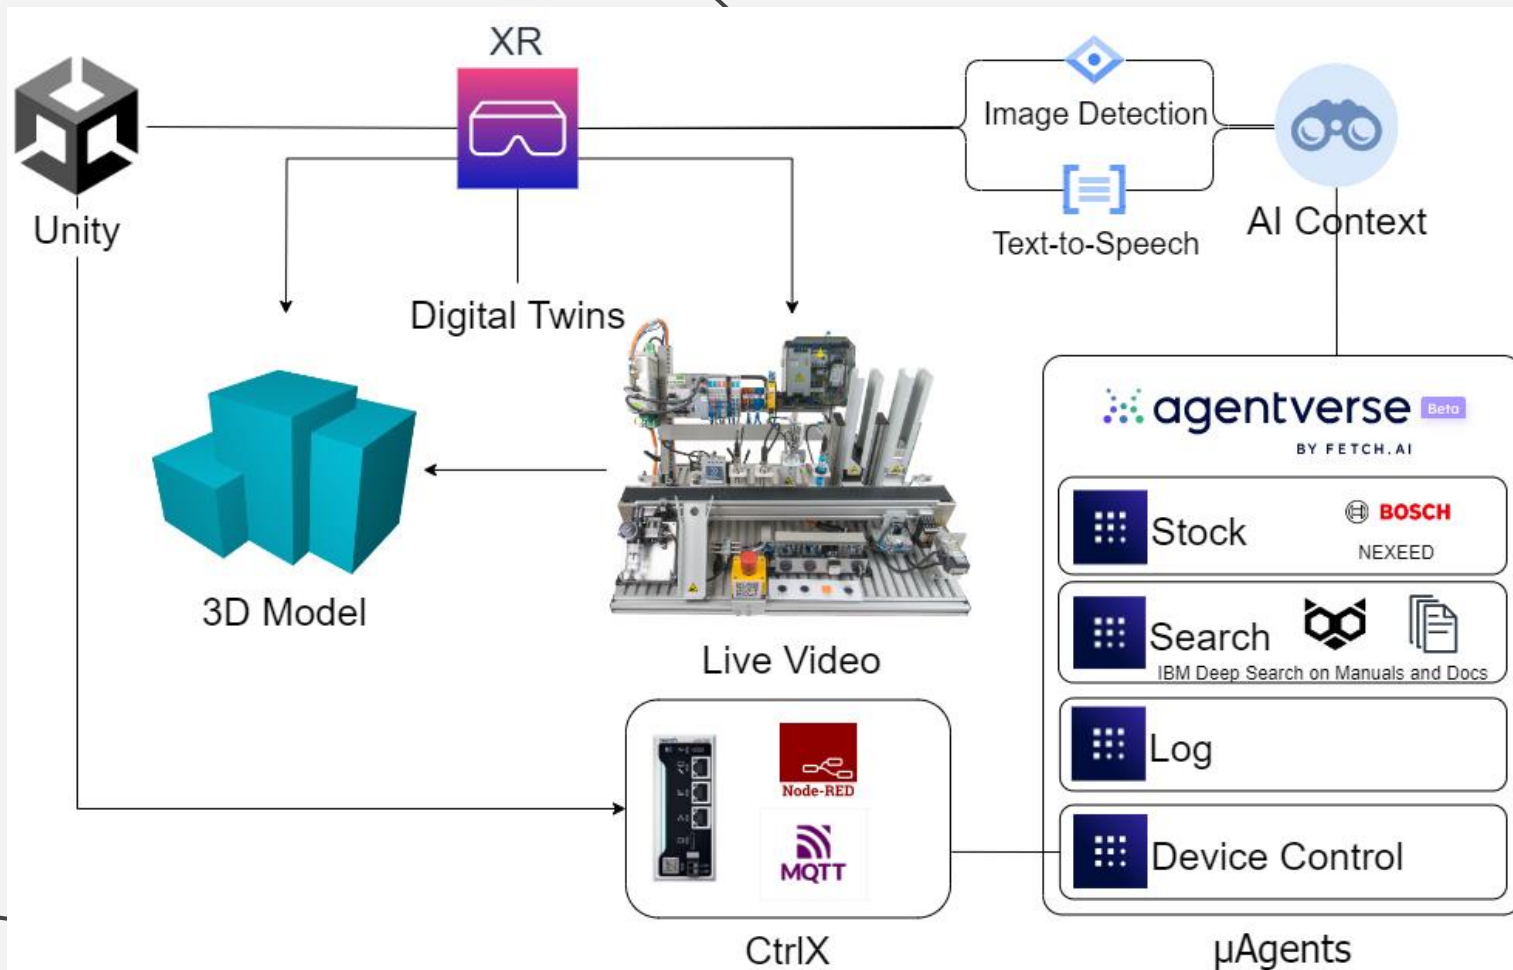 XR
Image Detection
Unity
Text-to-Speech
AI Context
Digital Twins
agentverse Beta
BY FETCH.AI
Stock
BOSCH
NEXEED
3D Model
Live Video
Search
IBM Deep Search on Manuals and Docs
Node-RED
Log
MQTT
Device Control
CtrlX
µAgents